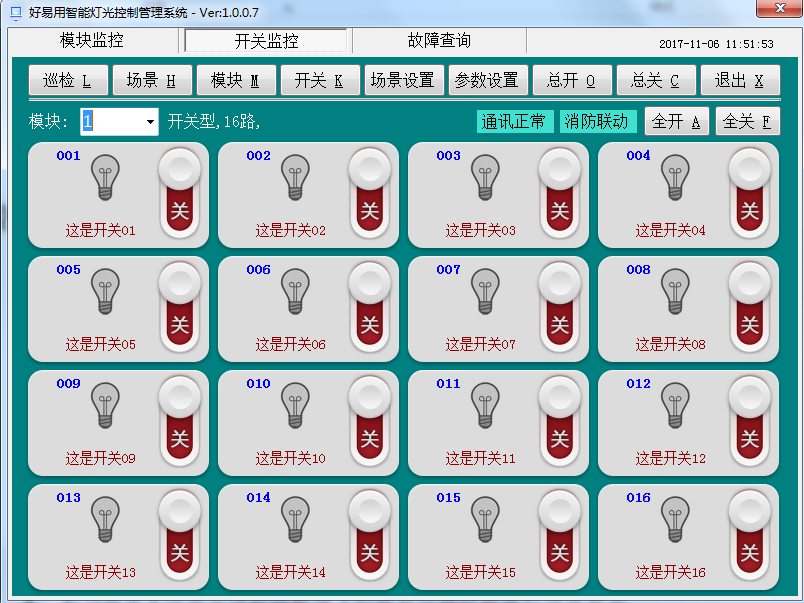 好易用智能灯光控制管理系统 - Ver:1.0.0.7
模块监控 开关监控 故障查询 2017-11-06 11:51:53
巡检 L 场景 H 模块 M 开关 K 场景设置 参数设置 总开 O 总关 C 退出 X
模块: 1 开关型,16路, 通讯正常 消防联动 全开 A 全关 F
001 002 003 004
关 关 关 关
这是开关01 这是开关02 这是开关03 这是开关04
005 006 007 008
关 关 关 关
这是开关05 这是开关06 这是开关07 这是开关08
009 010 011 012
关 关 关 关
这是开关09 这是开关10 这是开关11 这是开关12
013 014 015 016
关 关 关 关
这是开关13 这是开关14 这是开关15 这是开关16